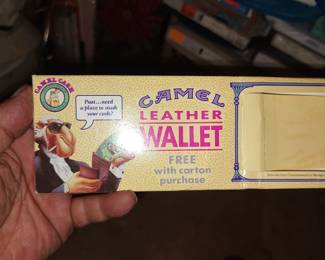 CAMEL CASH
Psst...need
a place to stash
your cash?
CAMEL
LEATHER
WALLET
FREE
with carton
purchase